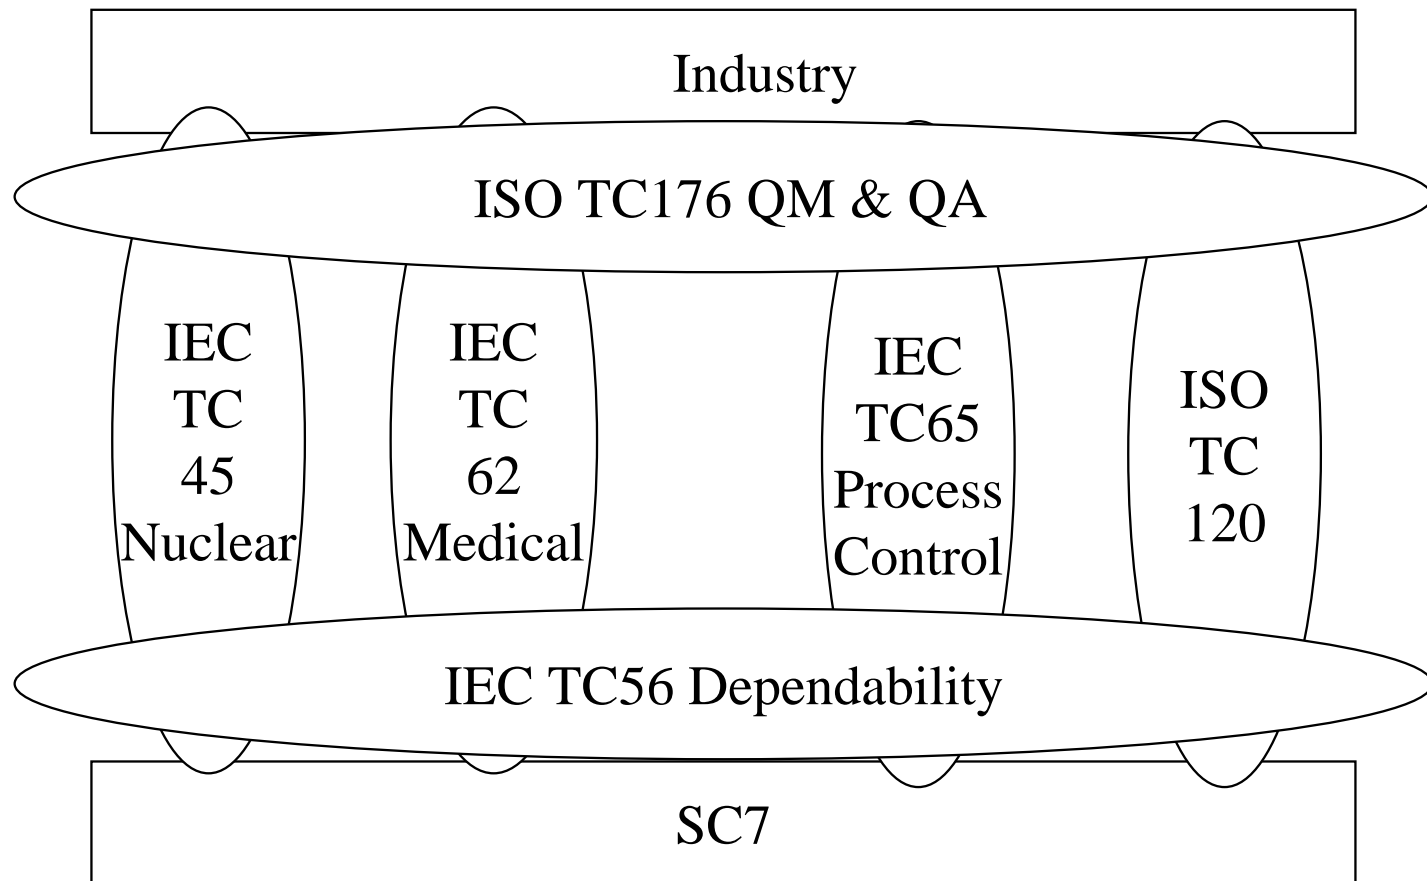 Industry
ISO TC176 QM & QA
IEC
TC
45
Nuclear
IEC
TC
62
Medical
IEC
TC65
Process
Control
ISO
TC
120
IEC TC56 Dependability
SC7